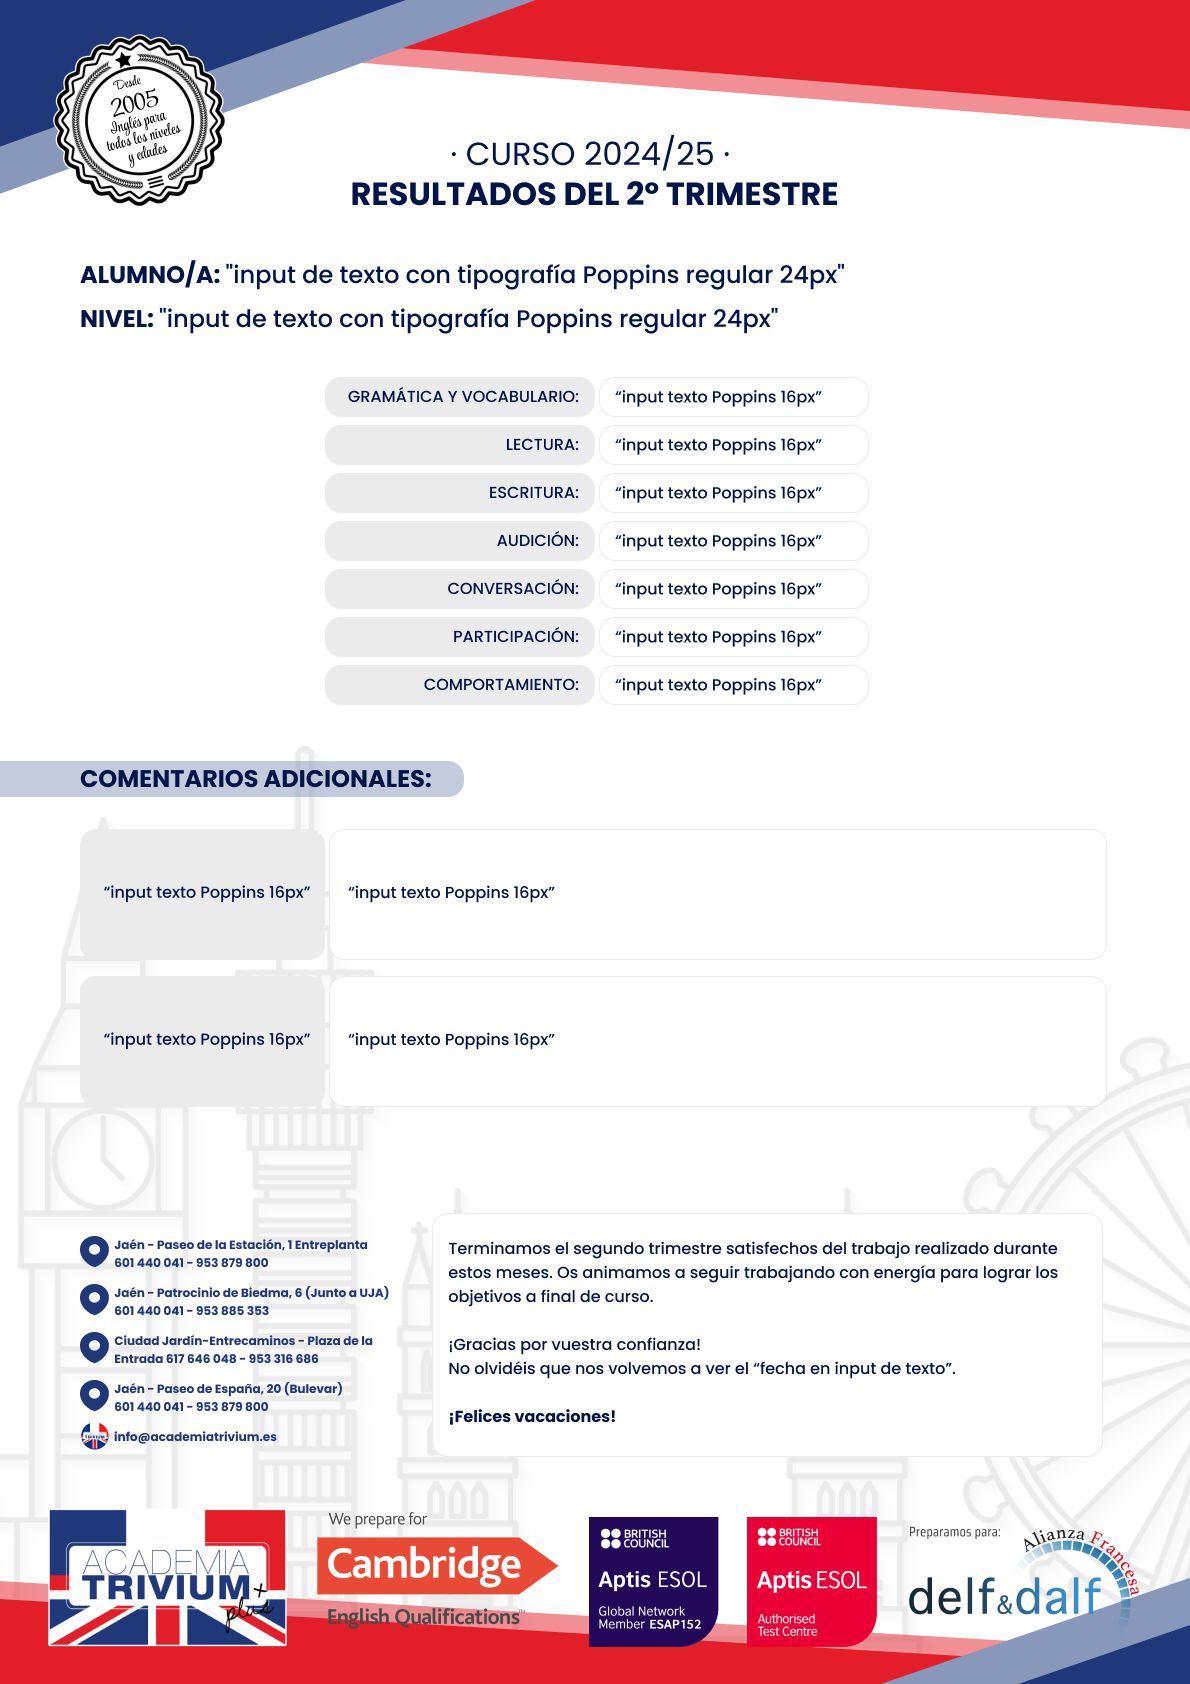 Desde
2005
Inglés para
todos los niveles
y edades
· CURSO 2024/25 ·
RESULTADOS DEL 2º TRIMESTRE
ALUMNO/A: "input de texto con tipografía Poppins regular 24px"
NIVEL: "input de texto con tipografía Poppins regular 24px"
GRAMÁTICA Y VOCABULARIO: “input texto Poppins 16px”
LECTURA: “input texto Poppins 16px”
ESCRITURA: “input texto Poppins 16px”
AUDICIÓN: “input texto Poppins 16px”
CONVERSACIÓN: “input texto Poppins 16px”
PARTICIPACIÓN: “input texto Poppins 16px”
COMPORTAMIENTO: “input texto Poppins 16px”
COMENTARIOS ADICIONALES:
“input texto Poppins 16px” “input texto Poppins 16px”
“input texto Poppins 16px” “input texto Poppins 16px”
Jaén - Paseo de la Estación, 1 Entreplanta
601 440 041 - 953 879 800
Jaén - Patrocinio de Biedma, 6 (Junto a UJA)
601 440 041 - 953 885 353
Ciudad Jardín-Entrecaminos - Plaza de la
Entrada 617 646 048 - 953 316 686
Jaén - Paseo de España, 20 (Bulevar)
601 440 041 - 953 879 800
TRIVIUM
info@academiatrivium.es
Terminamos el segundo trimestre satisfechos del trabajo realizado durante
estos meses. Os animamos a seguir trabajando con energía para lograr los
objetivos a final de curso.
¡Gracias por vuestra confianza!
No olvidéis que nos volvemos a ver el “fecha en input de texto”.
¡Felices vacaciones!
ACADEMIA
TRIVIUM+
plus
We prepare for
Cambridge
English Qualifications™
BRITISH
COUNCIL
Aptis ESOL
Global Network
Member ESAP152
BRITISH
COUNCIL
Aptis ESOL
Authorised
Test Centre
Preparamos para:
Alianza Francesa
delf&dalf